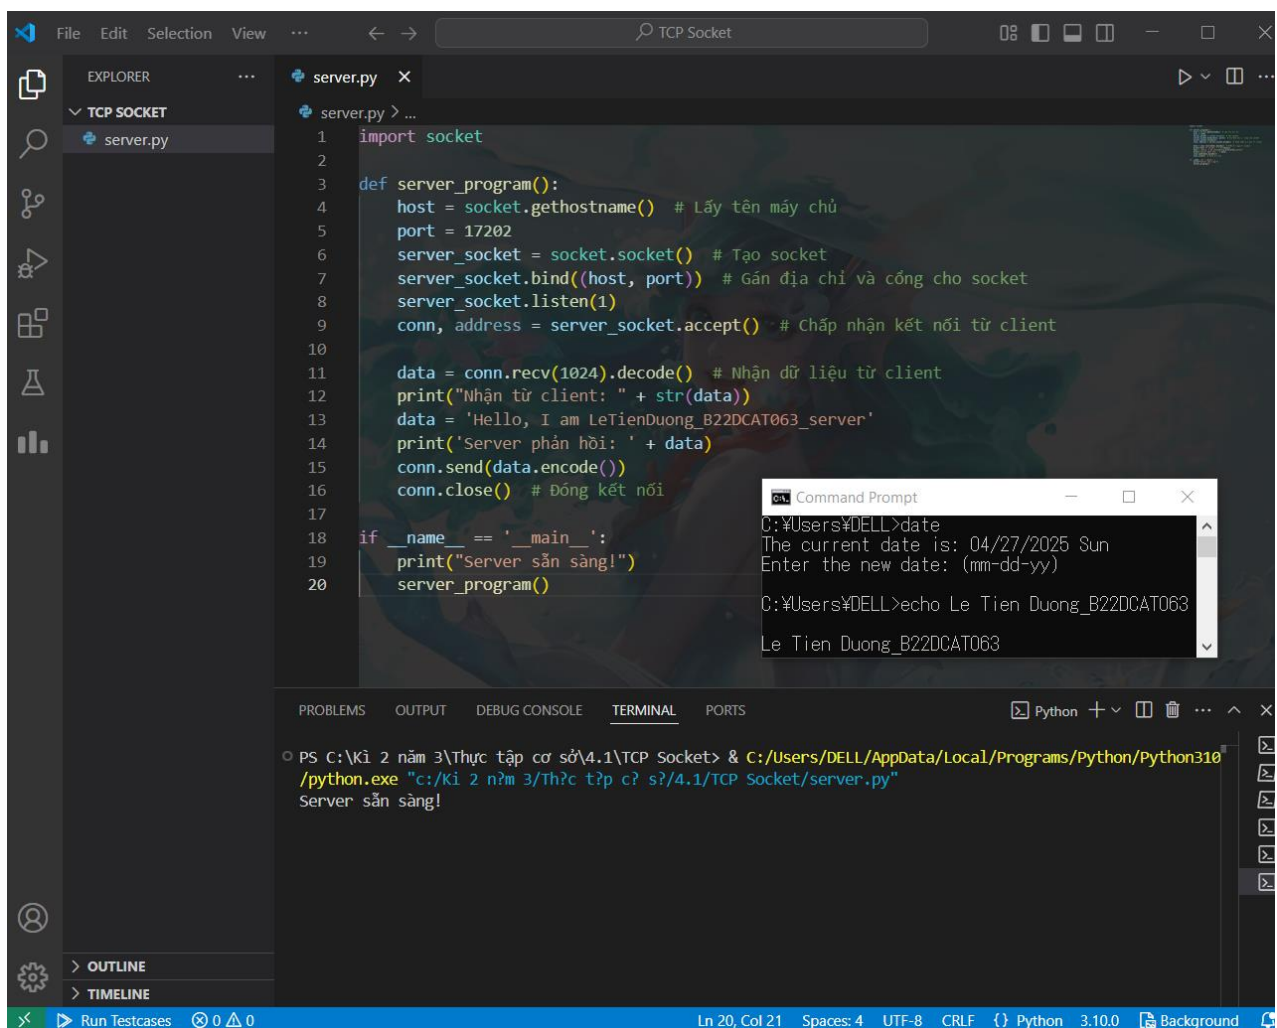 File Edit Selection View ··· TCP Socket
EXPLORER ···
TCP SOCKET
server.py
server.py
server.py > ...
1 import socket
2
3 def server_program():
4     host = socket.gethostname()  # Lấy tên máy chủ
5     port = 17202
6     server_socket = socket.socket()  # Tạo socket
7     server_socket.bind((host, port))  # Gán địa chỉ và cổng cho socket
8     server_socket.listen(1)
9     conn, address = server_socket.accept()  # Chấp nhận kết nối từ client
10
11     data = conn.recv(1024).decode()  # Nhận dữ liệu từ client
12     print("Nhận từ client: " + str(data))
13     data = 'Hello, I am LeTienDuong_B22DCAT063_server'
14     print('Server phản hồi: ' + data)
15     conn.send(data.encode())
16     conn.close()  # Đóng kết nối
17
18 if __name__ == '__main__':
19     print("Server sẵn sàng!")
20     server_program()
Command Prompt
C:¥Users¥DELL>date
The current date is: 04/27/2025 Sun
Enter the new date: (mm-dd-yy)
C:¥Users¥DELL>echo Le Tien Duong_B22DCAT063
Le Tien Duong_B22DCAT063
PROBLEMS OUTPUT DEBUG CONSOLE TERMINAL PORTS Python
PS C:\Kì 2 năm 3\Thực tập cơ sở\4.1\TCP Socket> & C:/Users/DELL/AppData/Local/Programs/Python/Python310
/python.exe "c:/Kì 2 n?m 3/Th?c t?p c? s?/4.1/TCP Socket/server.py"
Server sẵn sàng!
OUTLINE
TIMELINE
Run Testcases 0 0 Ln 20, Col 21 Spaces: 4 UTF-8 CRLF {} Python 3.10.0 Background